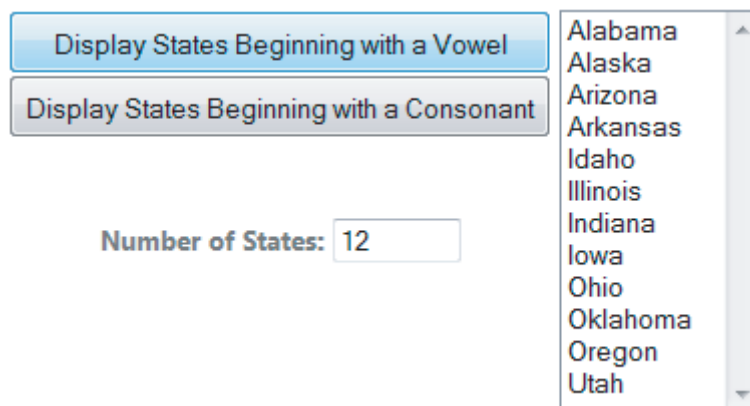 Display States Beginning with a Vowel
Display States Beginning with a Consonant
Number of States: 12
Alabama
Alaska
Arizona
Arkansas
Idaho
Illinois
Indiana
Iowa
Ohio
Oklahoma
Oregon
Utah